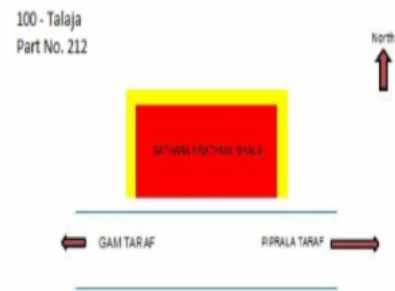 100 - Talaja
Part No. 212
North
SATHARA PRATHMIK SHALA
GAM TARAF
PIPRALA TARAF